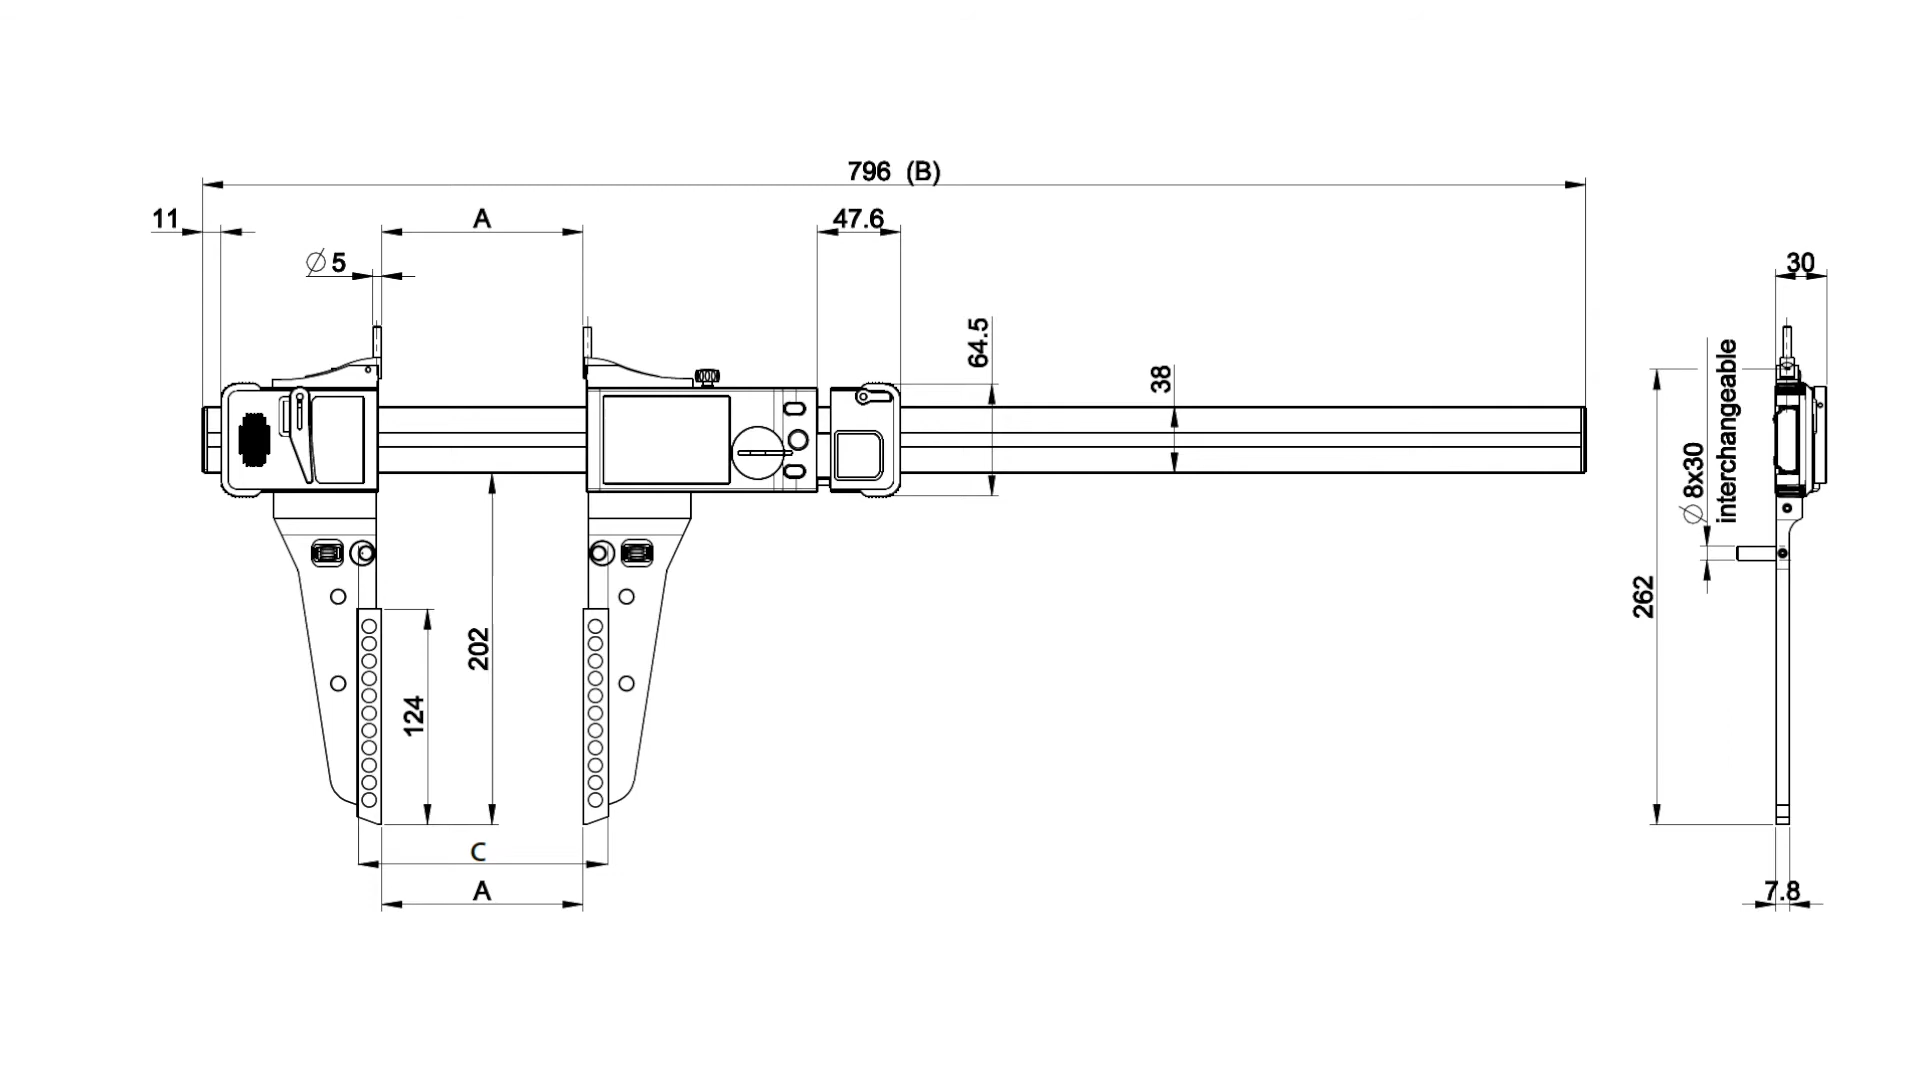 796 (B)
11
A
47.6
∅ 5
30
64.5
38
∅ 8x30
interchangeable
262
202
124
C
A
7.8